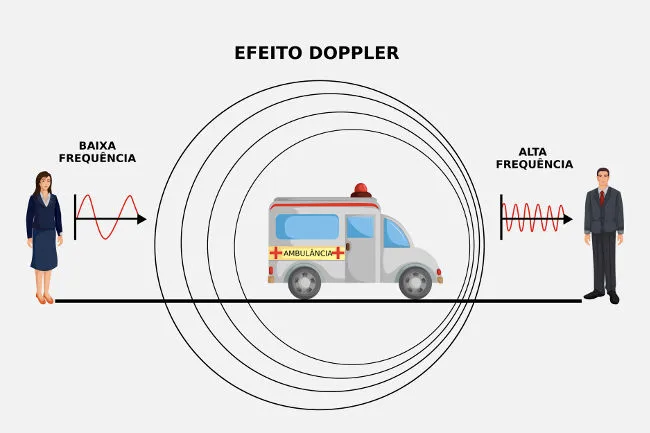 EFEITO DOPPLER
BAIXA
FREQUÊNCIA
ALTA
FREQUÊNCIA
AMBULÂNCIA